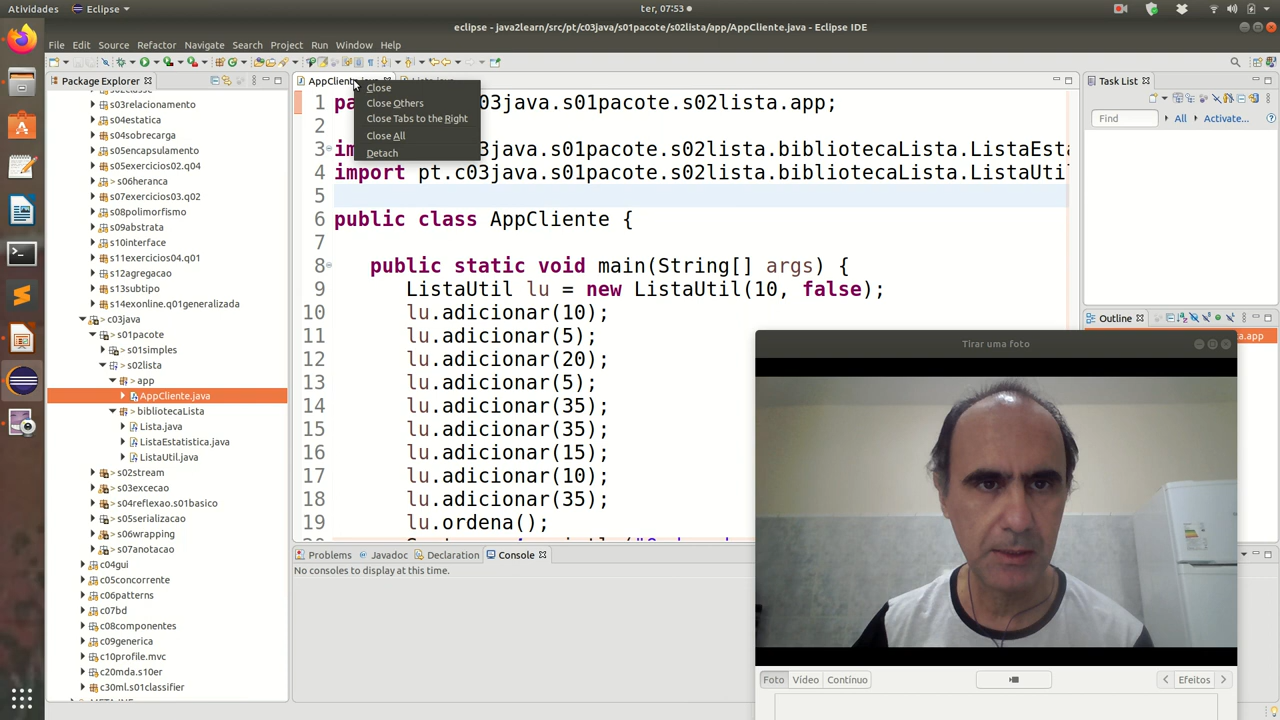 Atividades
Eclipse
ter, 07:53
eclipse - java2learn/src/pt/c03java/s01pacote/s02lista/app/AppCliente.java - Eclipse IDE
File Edit Source Refactor Navigate Search Project Run Window Help
Package Explorer
s03relacionamento
s04estatica
s04sobrecarga
s05encapsulamento
s05exercicios02.q04
> s06heranca
s07exercicios03.q02
s08polimorfismo
s09abstrata
s10interface
s11exercicios04.q01
s12agregacao
s13subtipo
s14exonline.q01generalizada
> c03java
> s01pacote
> s01simples
> s02lista
> app
> AppCliente.java
> bibliotecaLista
> Lista.java
> ListaEstatistica.java
> ListaUtil.java
> s02stream
> s03excecao
> s04reflexao.s01basico
> s05serializacao
> s06wrapping
> s07anotacao
c04gui
c05concorrente
c06patterns
c07bd
c08componentes
c09generica
c10profile.mvc
c20mda.s10er
c30ml.s01classifier
Close
Close Others
Close Tabs to the Right
Close All
Detach
1 c03java.s01pacote.s02lista.app;
2
3 c03java.s01pacote.s02lista.bibliotecaLista.ListaEsta
4 import pt.c03java.s01pacote.s02lista.bibliotecaLista.ListaUtil
5
6 public class AppCliente {
7
8 public static void main(String[] args) {
9 ListaUtil lu = new ListaUtil(10, false);
10 lu.adicionar(10);
11 lu.adicionar(5);
12 lu.adicionar(20);
13 lu.adicionar(5);
14 lu.adicionar(35);
15 lu.adicionar(35);
16 lu.adicionar(15);
17 lu.adicionar(10);
18 lu.adicionar(35);
19 lu.ordena();
Problems Javadoc Declaration Console
No consoles to display at this time.
Task List
Find
All
Activate...
Outline
a.app
Tirar uma foto
Foto Vídeo Contínuo
Efeitos